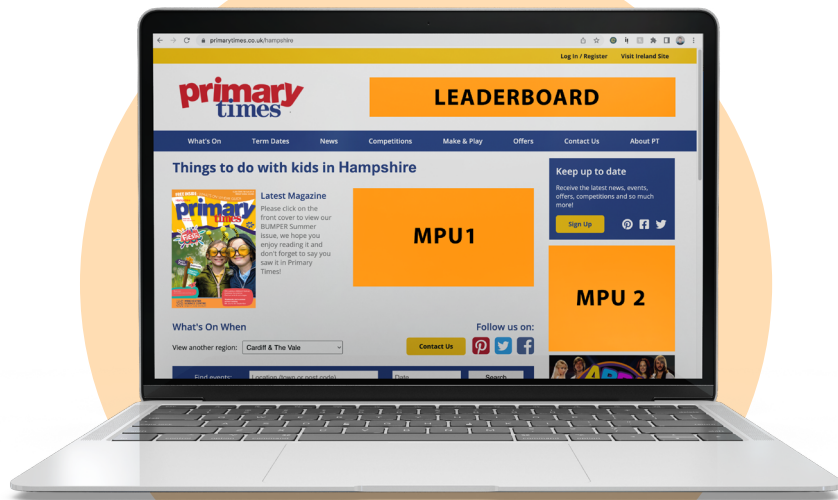 primarytimes.co.uk/hampshire
Log In / Register Visit Ireland Site
primary
times
LEADERBOARD
What's On Term Dates News Competitions Make & Play Offers Contact Us About PT
Things to do with kids in Hampshire
Latest Magazine
Please click on the
front cover to view our
BUMPER Summer
Issue, we hope you
enjoy reading it and
don't forget to say you
saw it in Primary
Times!
primary
times
MPU1
Keep up to date
Receive the latest news, events,
offers, competitions and so much
more!
Sign Up
MPU 2
What's On When
Follow us on:
View another region: Cardiff & The Vale
Contact Us
Find events: Location (town or post code) Date Search